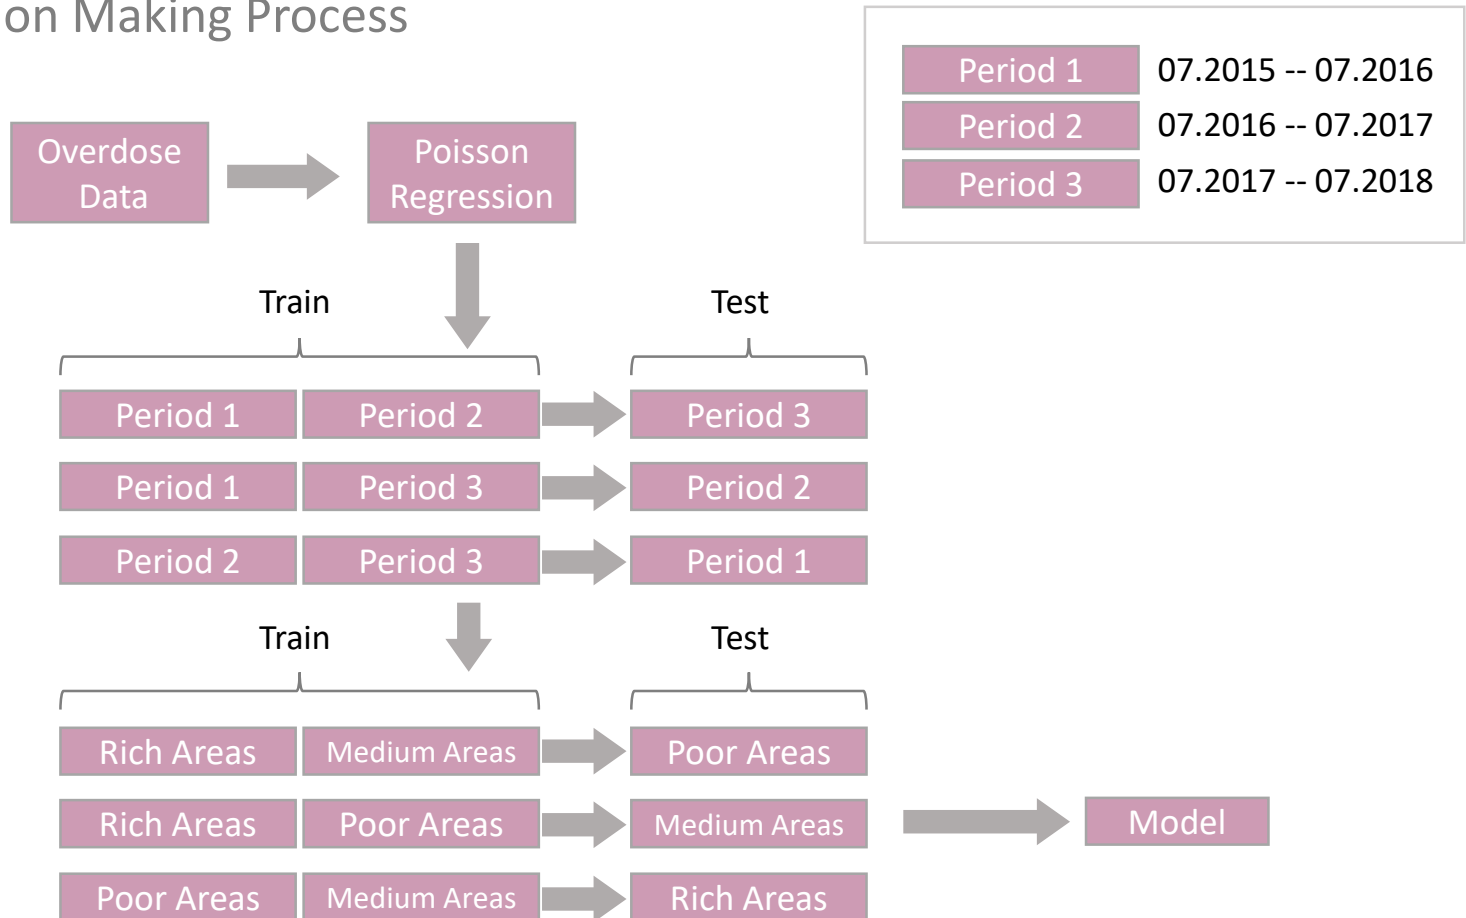 on Making Process
Period 1 07.2015 -- 07.2016
Period 2 07.2016 -- 07.2017
Period 3 07.2017 -- 07.2018
Overdose
Data
Poisson
Regression
Train Test
Period 1 Period 2 Period 3
Period 1 Period 3 Period 2
Period 2 Period 3 Period 1
Train Test
Rich Areas Medium Areas Poor Areas
Rich Areas Poor Areas Medium Areas Model
Poor Areas Medium Areas Rich Areas